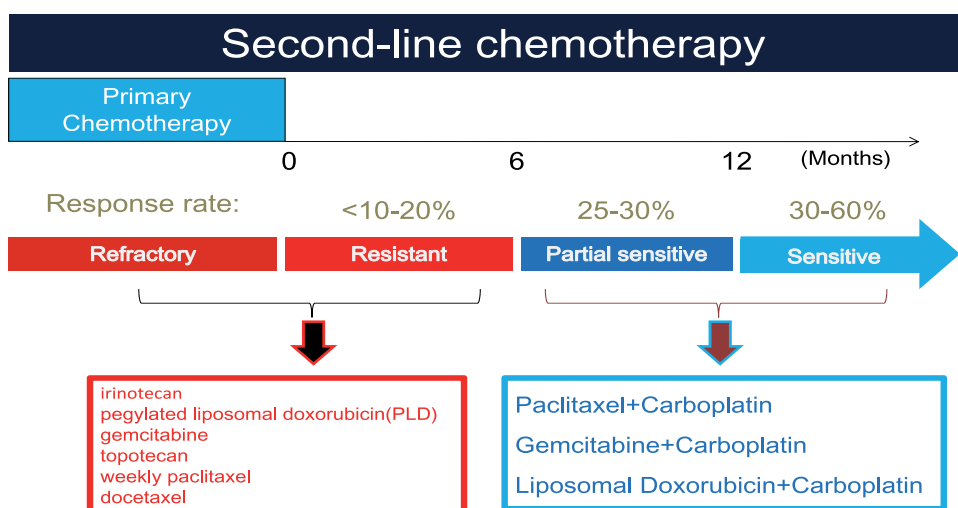 Second-line chemotherapy
Primary
Chemotherapy
0 6 12 (Months)
Response rate: <10-20% 25-30% 30-60%
Refractory Resistant Partial sensitive Sensitive
irinotecan
pegylated liposomal doxorubicin(PLD)
gemcitabine
topotecan
weekly paclitaxel
docetaxel
Paclitaxel+Carboplatin
Gemcitabine+Carboplatin
Liposomal Doxorubicin+Carboplatin